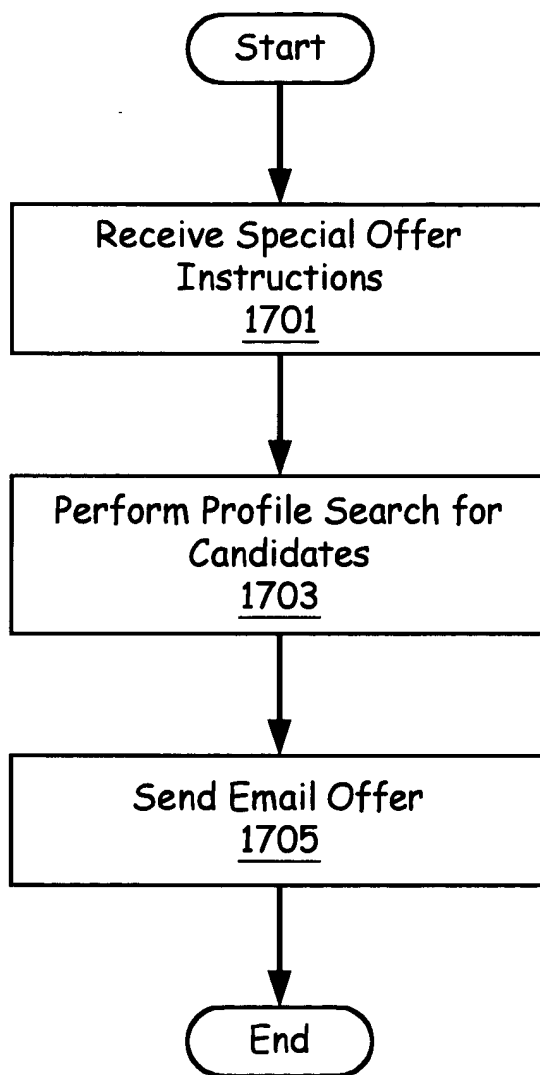 Start
Receive Special Offer
Instructions
1701
Perform Profile Search for
Candidates
1703
Send Email Offer
1705
End